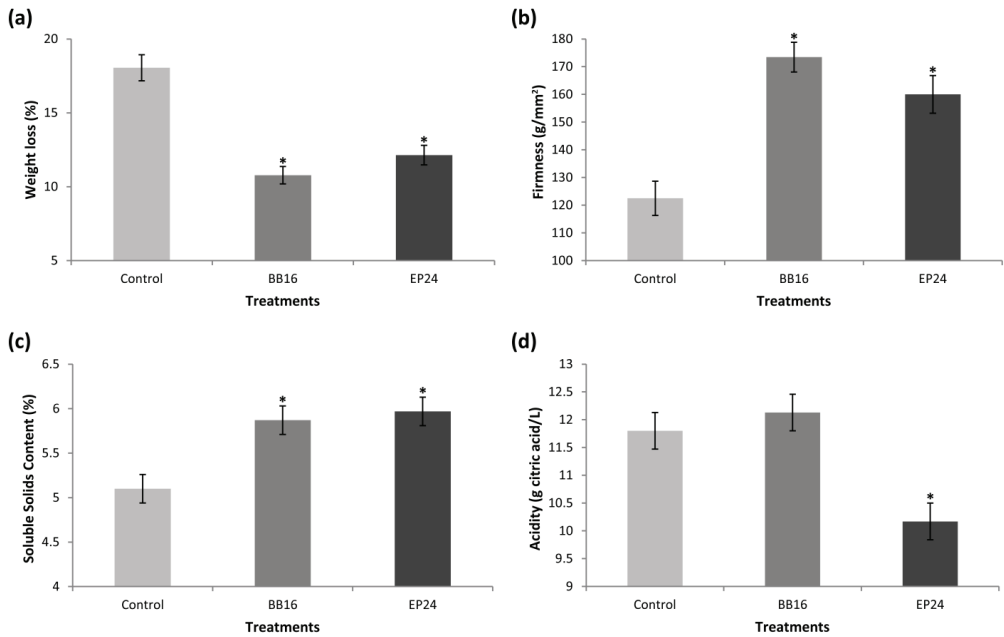 (a)
20
15
10
5
Weight loss (%)
*
*
Control BB16 EP24
Treatments
(b)
180
170
160
150
140
130
120
110
100
Firmness (g/mm²)
*
*
Control BB16 EP24
Treatments
(c)
6.5
6
5.5
5
4.5
4
Soluble Solids Content (%)
*
*
Control BB16 EP24
Treatments
(d)
13
12.5
12
11.5
11
10.5
10
9.5
9
Acidity (g citric acid/L)
*
Control BB16 EP24
Treatments